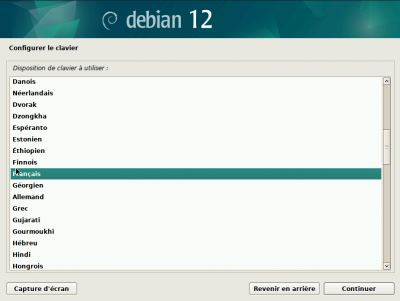 debian 12
Configurer le clavier
Disposition de clavier à utiliser :
Danois
Néerlandais
Dvorak
Dzongkha
Espéranto
Estonien
Éthiopien
Finnois
Français
Géorgien
Allemand
Grec
Gujarati
Gourmoukhi
Hébreu
Hindi
Hongrois
Capture d'écran
Revenir en arrière
Continuer